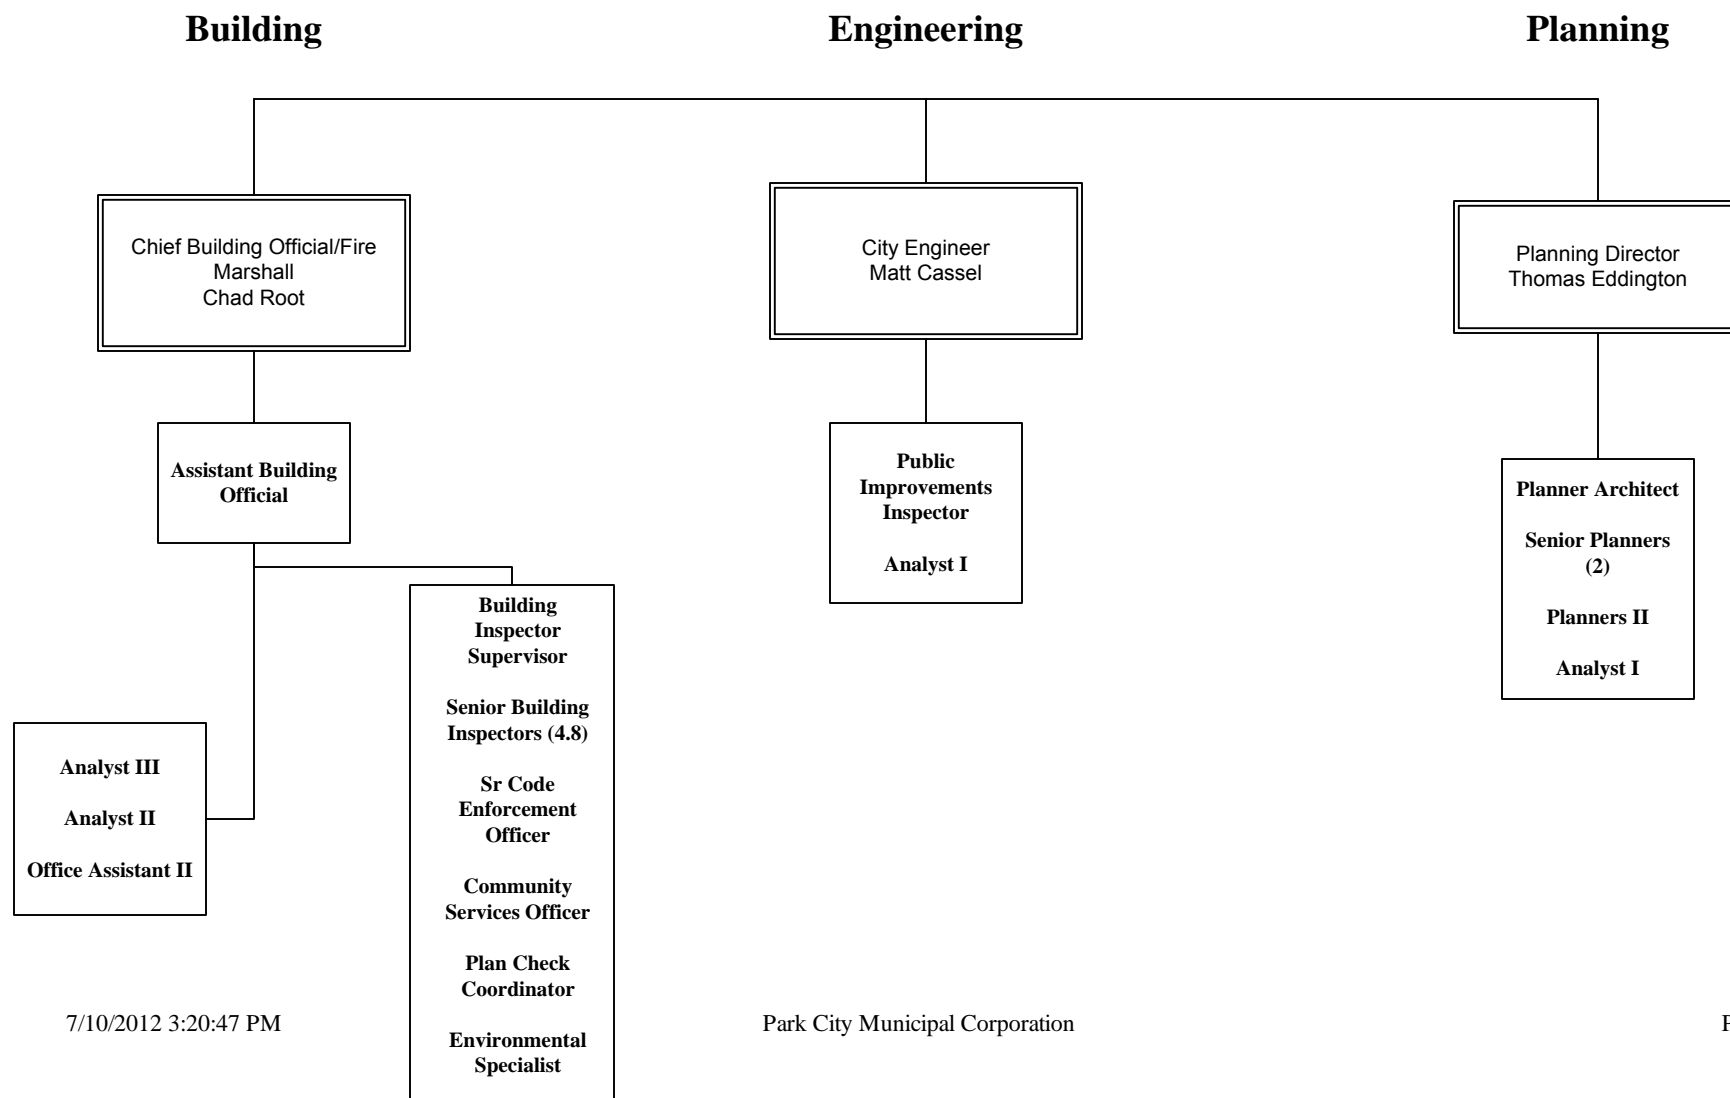 Building
Engineering
Planning
Chief Building Official/Fire
Marshall
Chad Root
City Engineer
Matt Cassel
Planning Director
Thomas Eddington
Assistant Building
Official
Public
Improvements
Inspector
Analyst I
Planner Architect
Senior Planners
(2)
Planners II
Analyst I
Building
Inspector
Supervisor
Senior Building
Inspectors (4.8)
Sr Code
Enforcement
Officer
Community
Services Officer
Plan Check
Coordinator
Environmental
Specialist
Analyst III
Analyst II
Office Assistant II
7/10/2012 3:20:47 PM
Park City Municipal Corporation